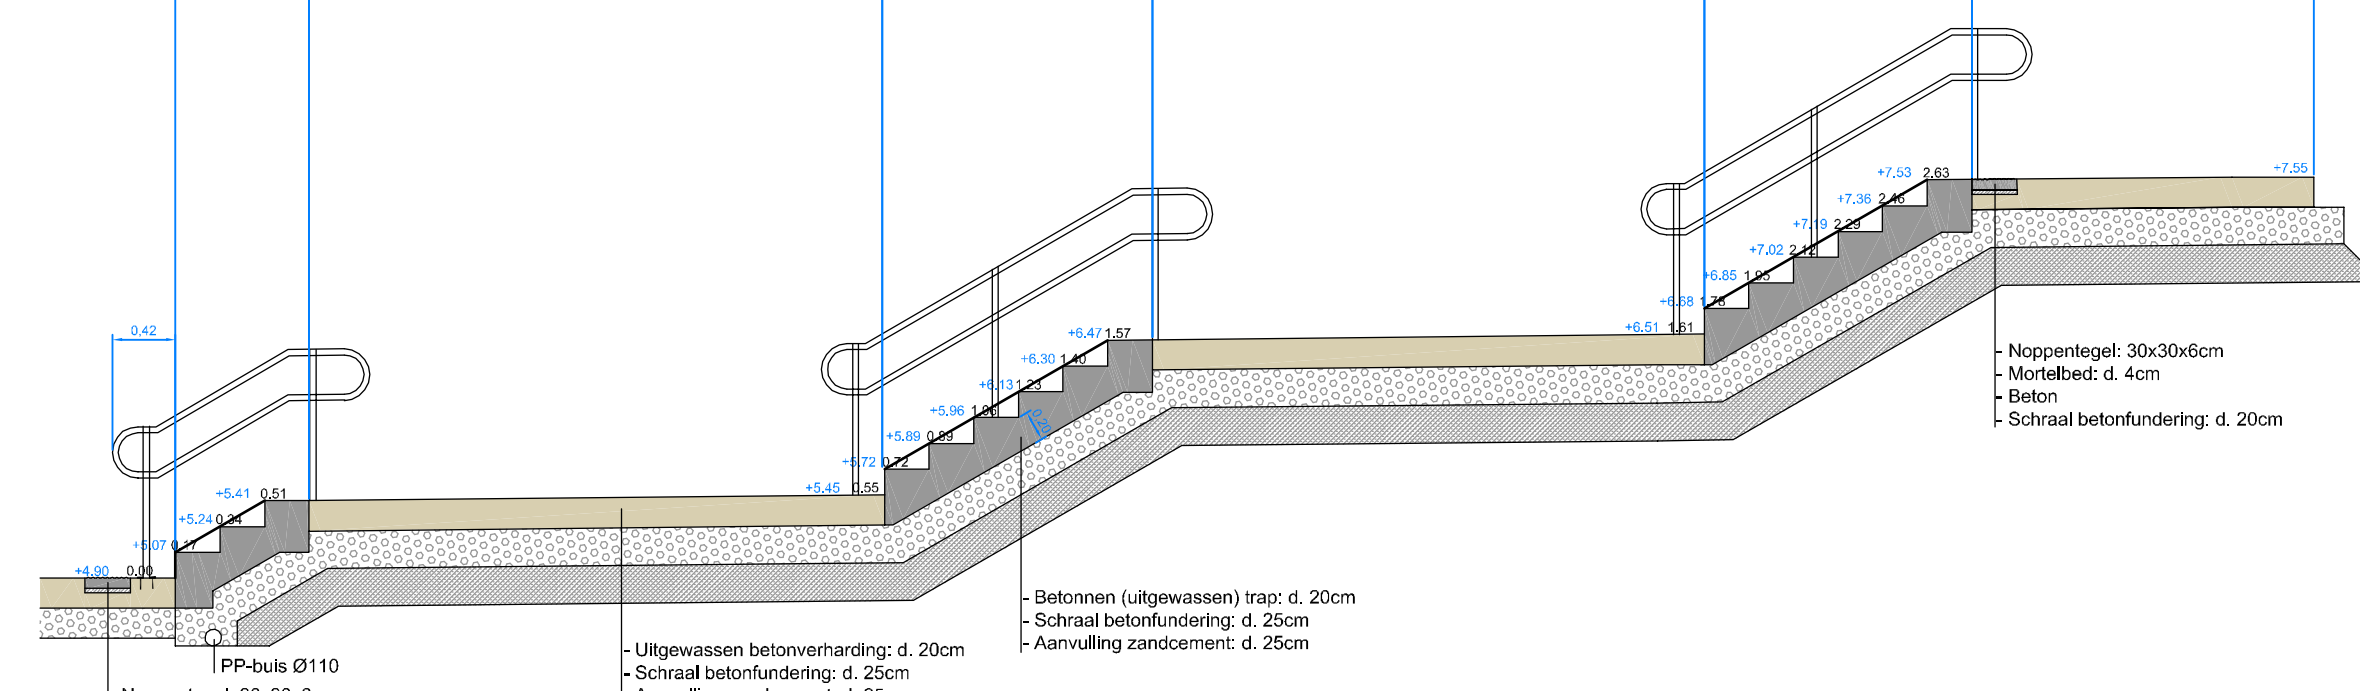 +7.55
+7.53 2.63
+7.36 2.46
+7.19 2.29
+7.02 2.12
+6.85 1.95
+6.68 1.78
+6.51 1.61
0,42
+6.47 1.57
+6.30 1.40
+6.13 1.23
+5.96 1.06
0,20
+5.89 0.89
+5.72 0.72
+5.45 0.55
+5.41 0.51
+5.24 0.34
+5.07 0.17
+4.90 0.00
- Noppentegel: 30x30x6cm
- Mortelbed: d. 4cm
- Beton
- Schraal betonfundering: d. 20cm
- Betonnen (uitgewassen) trap: d. 20cm
- Schraal betonfundering: d. 25cm
- Aanvulling zandcement: d. 25cm
- Uitgewassen betonverharding: d. 20cm
- Schraal betonfundering: d. 25cm
PP-buis Ø110